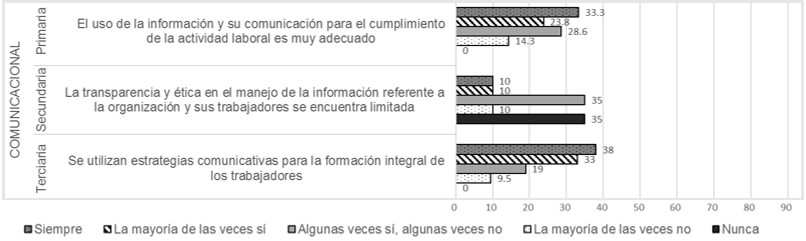 COMUNICACIONAL
Primaria
El uso de la información y su comunicación para el cumplimiento
de la actividad laboral es muy adecuado
33.3
23.8
28.6
14.3
0
Secundaria
La transparencia y ética en el manejo de la información referente a
la organización y sus trabajadores se encuentra limitada
10
10
35
10
35
Terciaria
Se utilizan estrategias comunicativas para la formación integral de
los trabajadores
38
33
19
9.5
0
0 10 20 30 40 50 60 70 80 90
Siempre La mayoría de las veces sí Algunas veces sí, algunas veces no La mayoría de las veces no Nunca